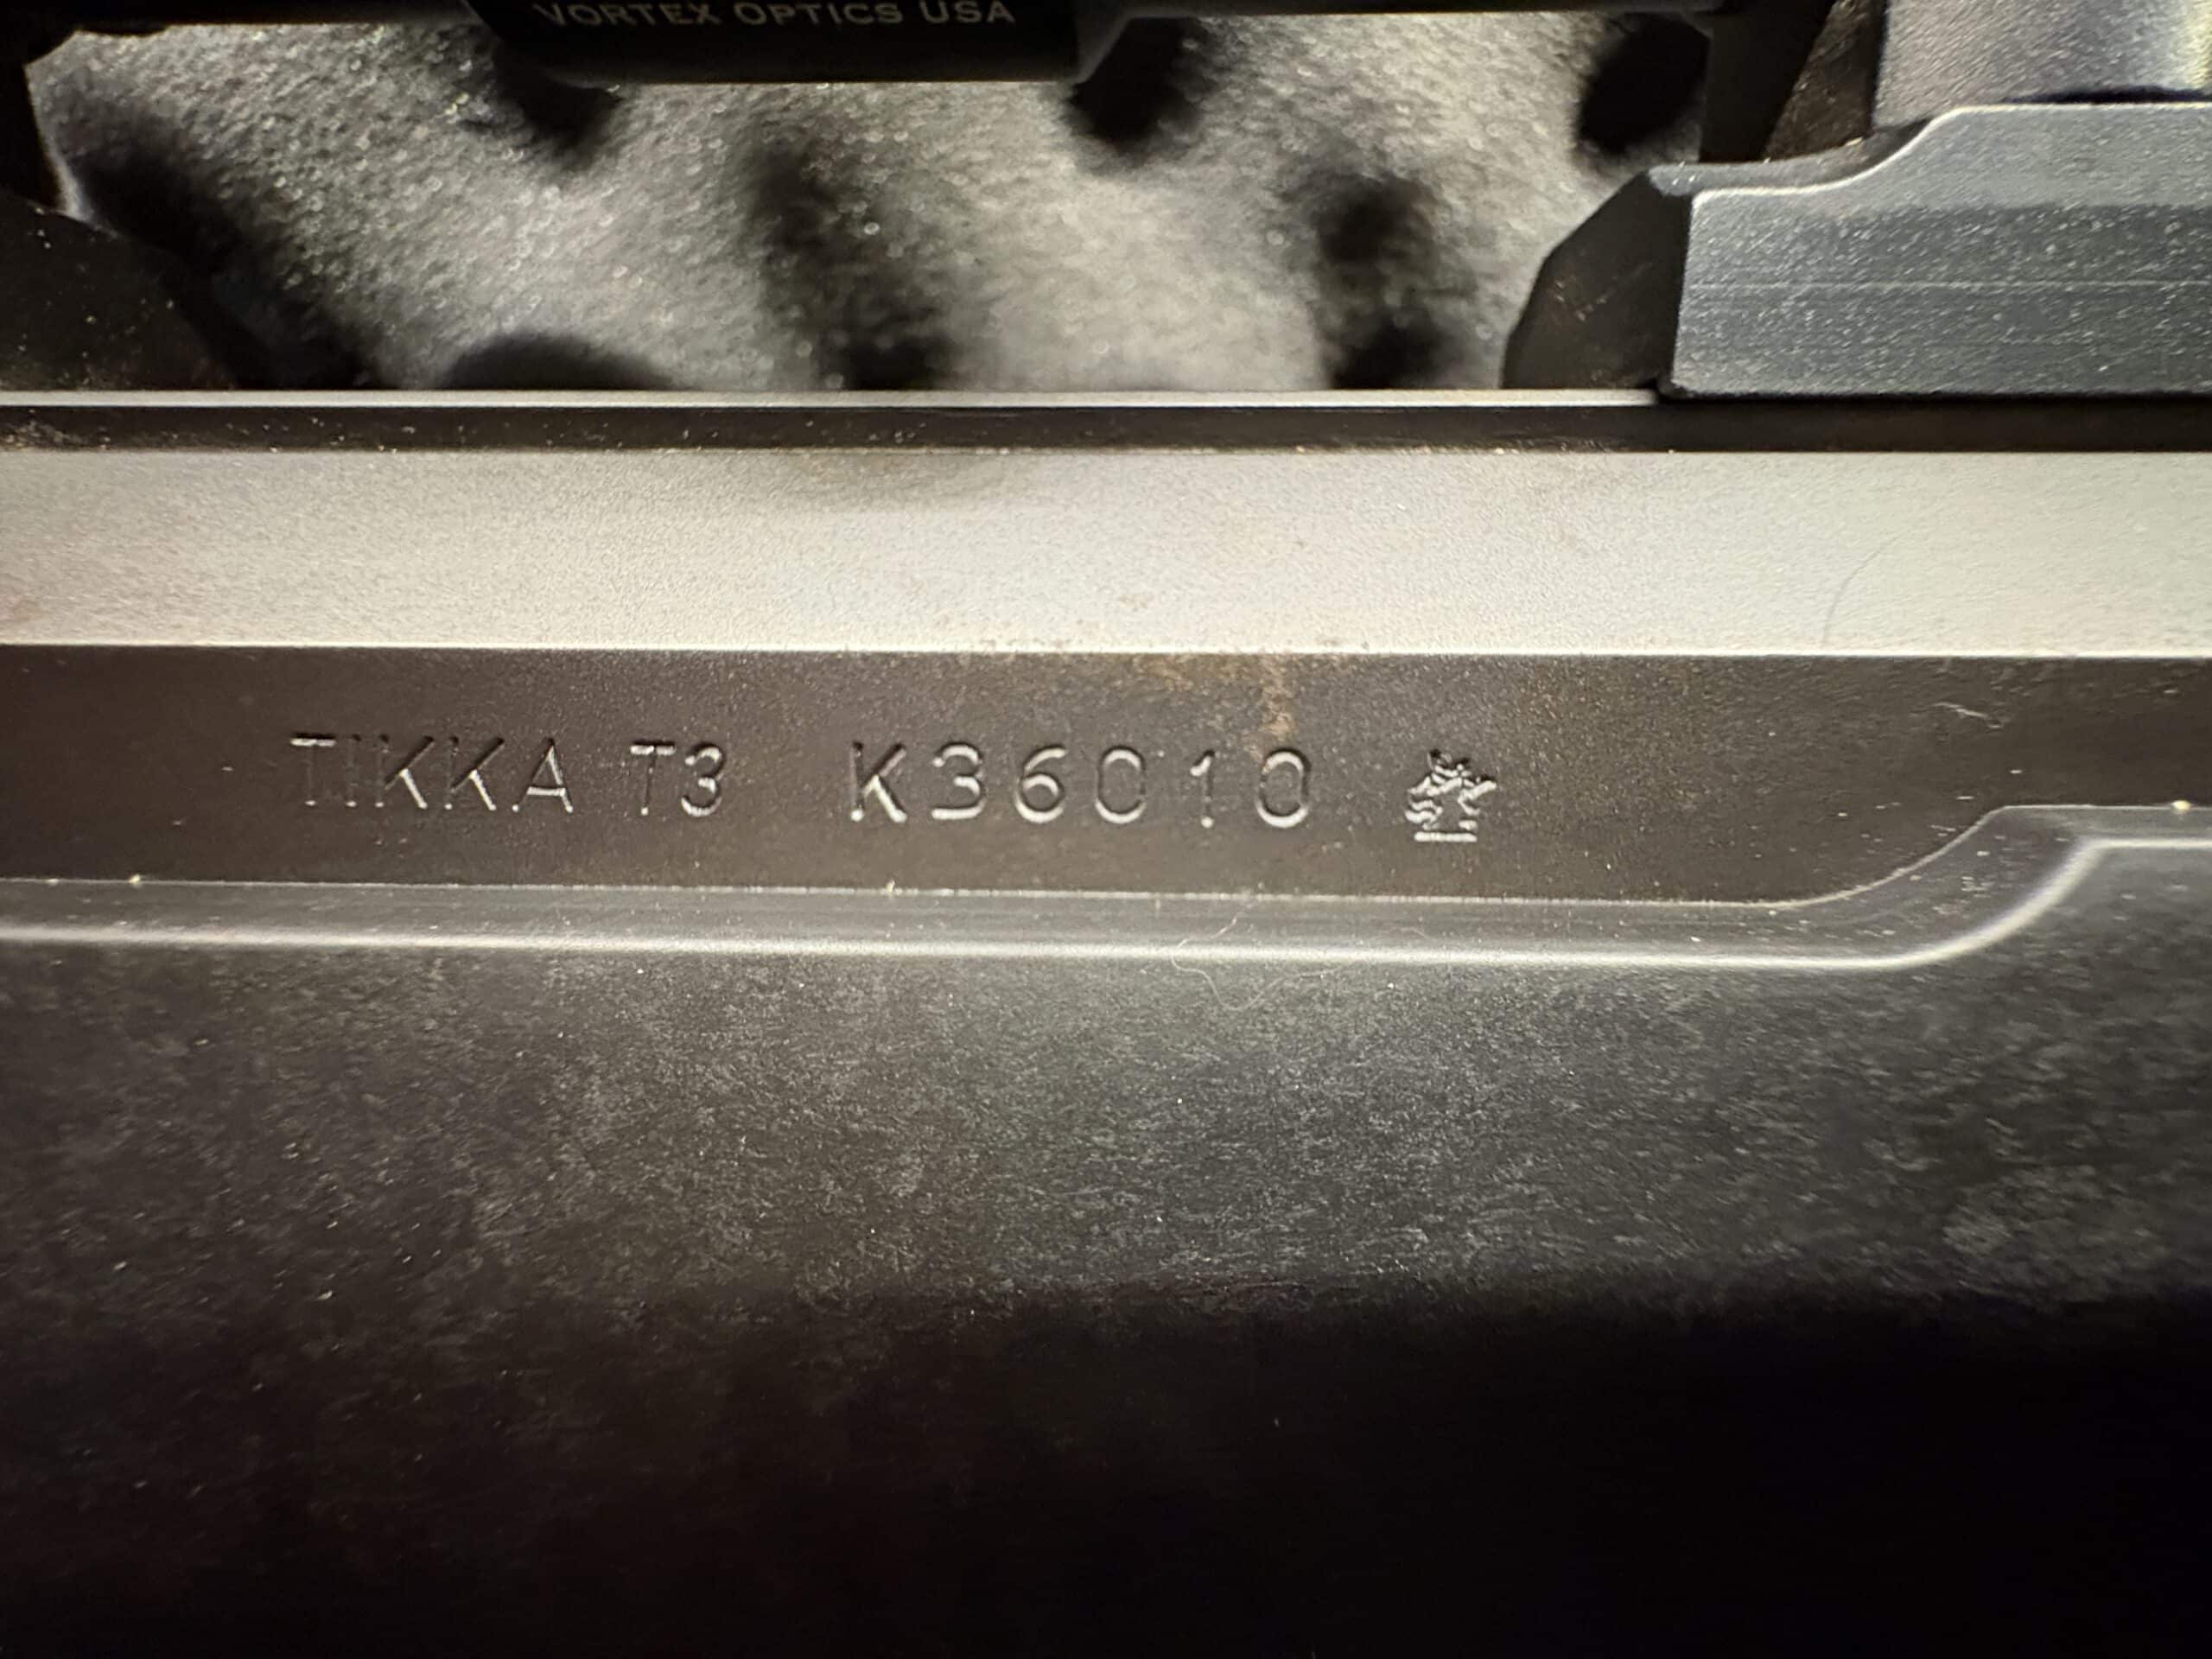 VORTEX OPTICS USA
TIKKA T3 K36010